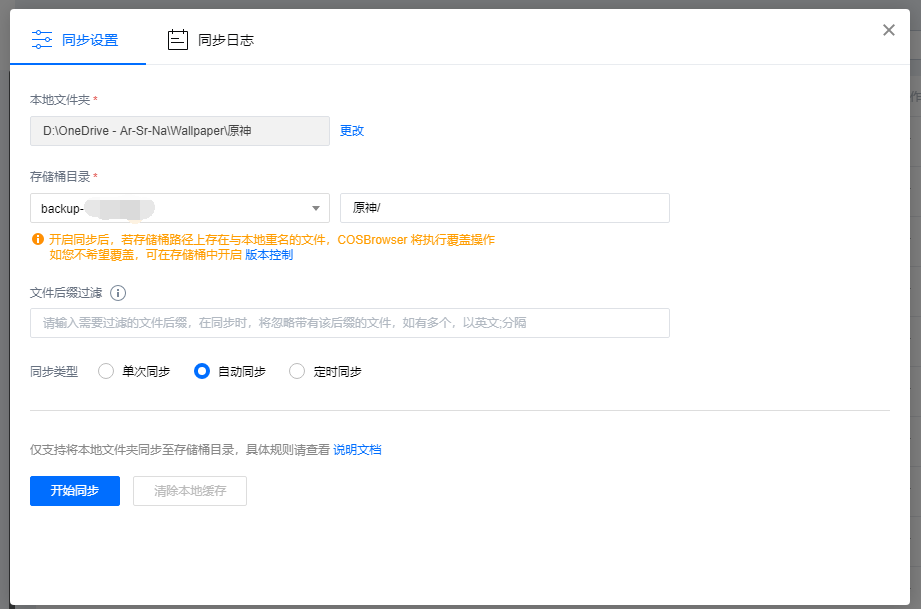 同步设置
同步日志
本地文件夹 *
D:\OneDrive - Ar-Sr-Na\Wallpaper\原神
更改
存储桶目录 *
backup-
原神/
开启同步后，若存储桶路径上存在与本地重名的文件，COSBrowser 将执行覆盖操作
如您不希望覆盖，可在存储桶中开启 版本控制
文件后缀过滤
请输入需要过滤的文件后缀，在同步时，将忽略带有该后缀的文件，如有多个，以英文;分隔
同步类型 单次同步 自动同步 定时同步
仅支持将本地文件夹同步至存储桶目录，具体规则请查看 说明文档
开始同步
清除本地缓存